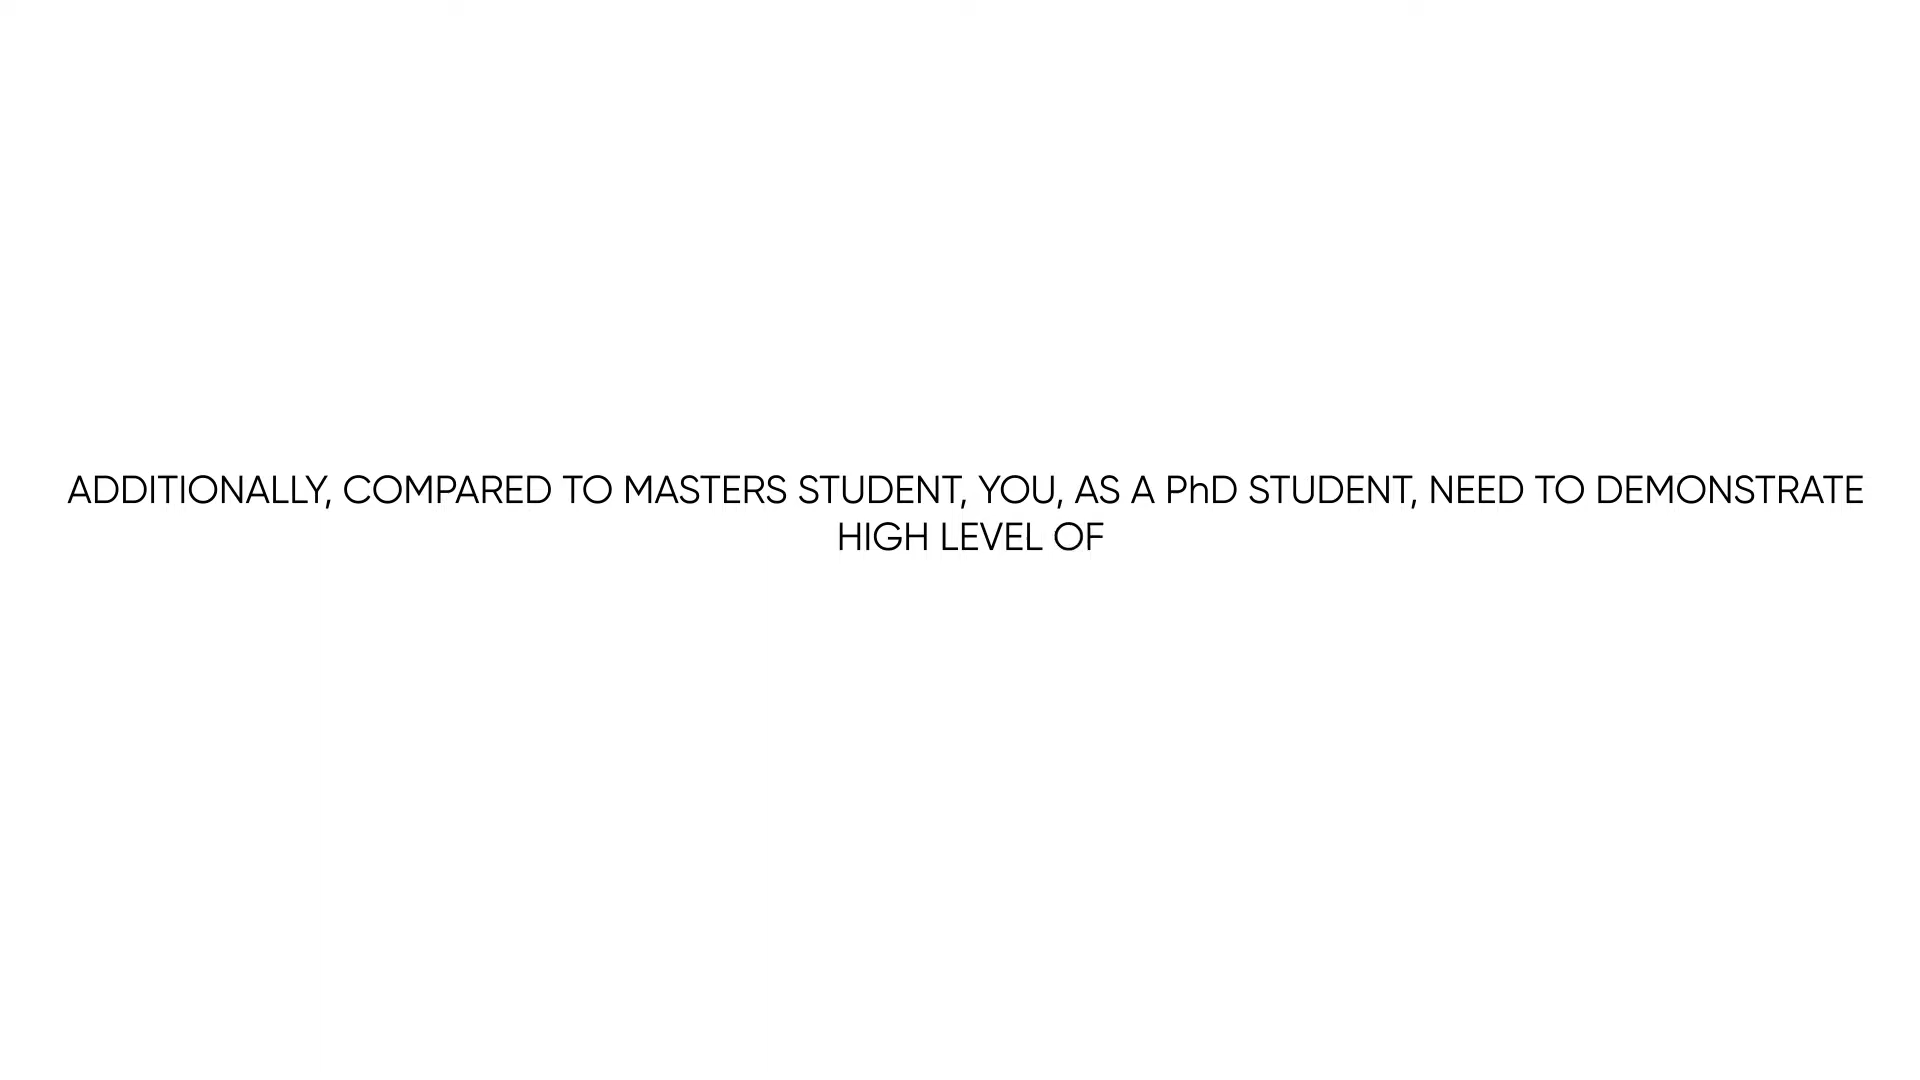 ADDITIONALLY, COMPARED TO MASTERS STUDENT, YOU, AS A PhD STUDENT, NEED TO DEMONSTRATE
HIGH LEVEL OF